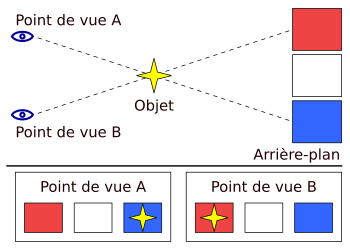 Point de vue A
Objet
Point de vue B
Arrière-plan
Point de vue A
Point de vue B